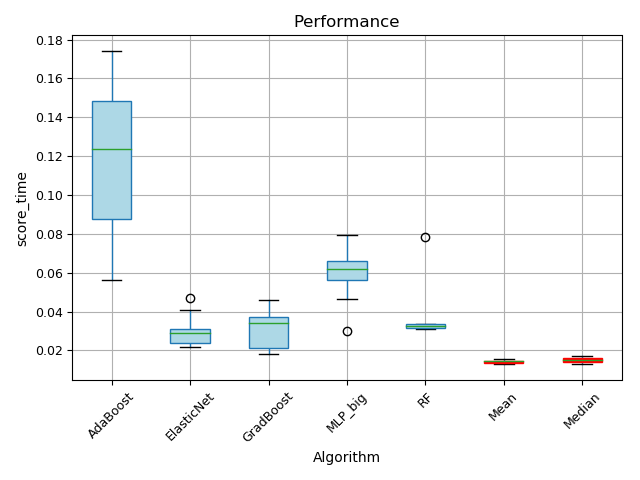 Performance
0.18
0.16
0.14
0.12
0.10
0.08
0.06
0.04
0.02
score_time
AdaBoost
ElasticNet
GradBoost
MLP_big
RF
Mean
Median
Algorithm